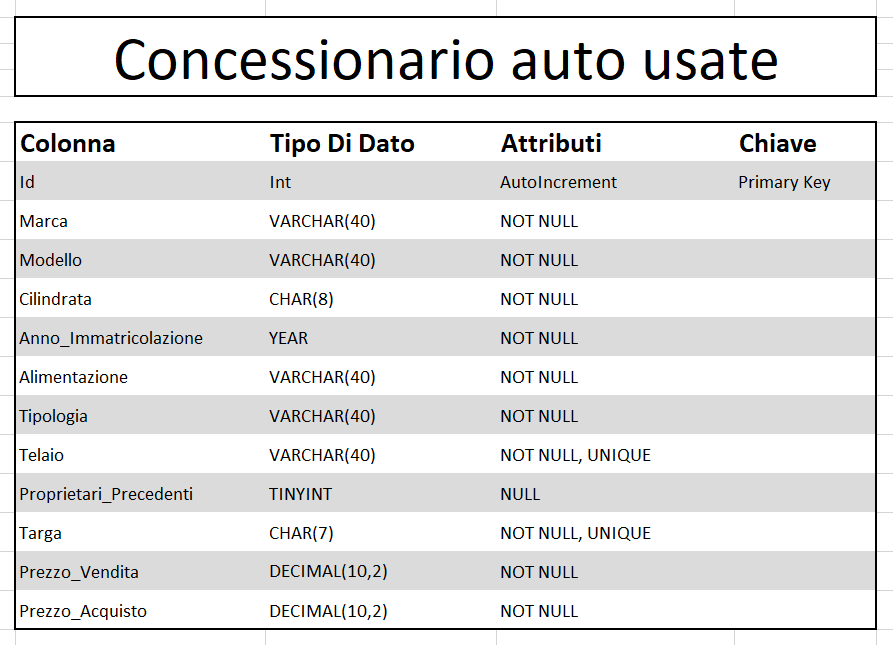 Concessionario auto usate
Colonna Tipo Di Dato Attributi Chiave
Id Int AutoIncrement Primary Key
Marca VARCHAR(40) NOT NULL
Modello VARCHAR(40) NOT NULL
Cilindrata CHAR(8) NOT NULL
Anno_Immatricolazione YEAR NOT NULL
Alimentazione VARCHAR(40) NOT NULL
Tipologia VARCHAR(40) NOT NULL
Telaio VARCHAR(40) NOT NULL, UNIQUE
Proprietari_Precedenti TINYINT NULL
Targa CHAR(7) NOT NULL, UNIQUE
Prezzo_Vendita DECIMAL(10,2) NOT NULL
Prezzo_Acquisto DECIMAL(10,2) NOT NULL